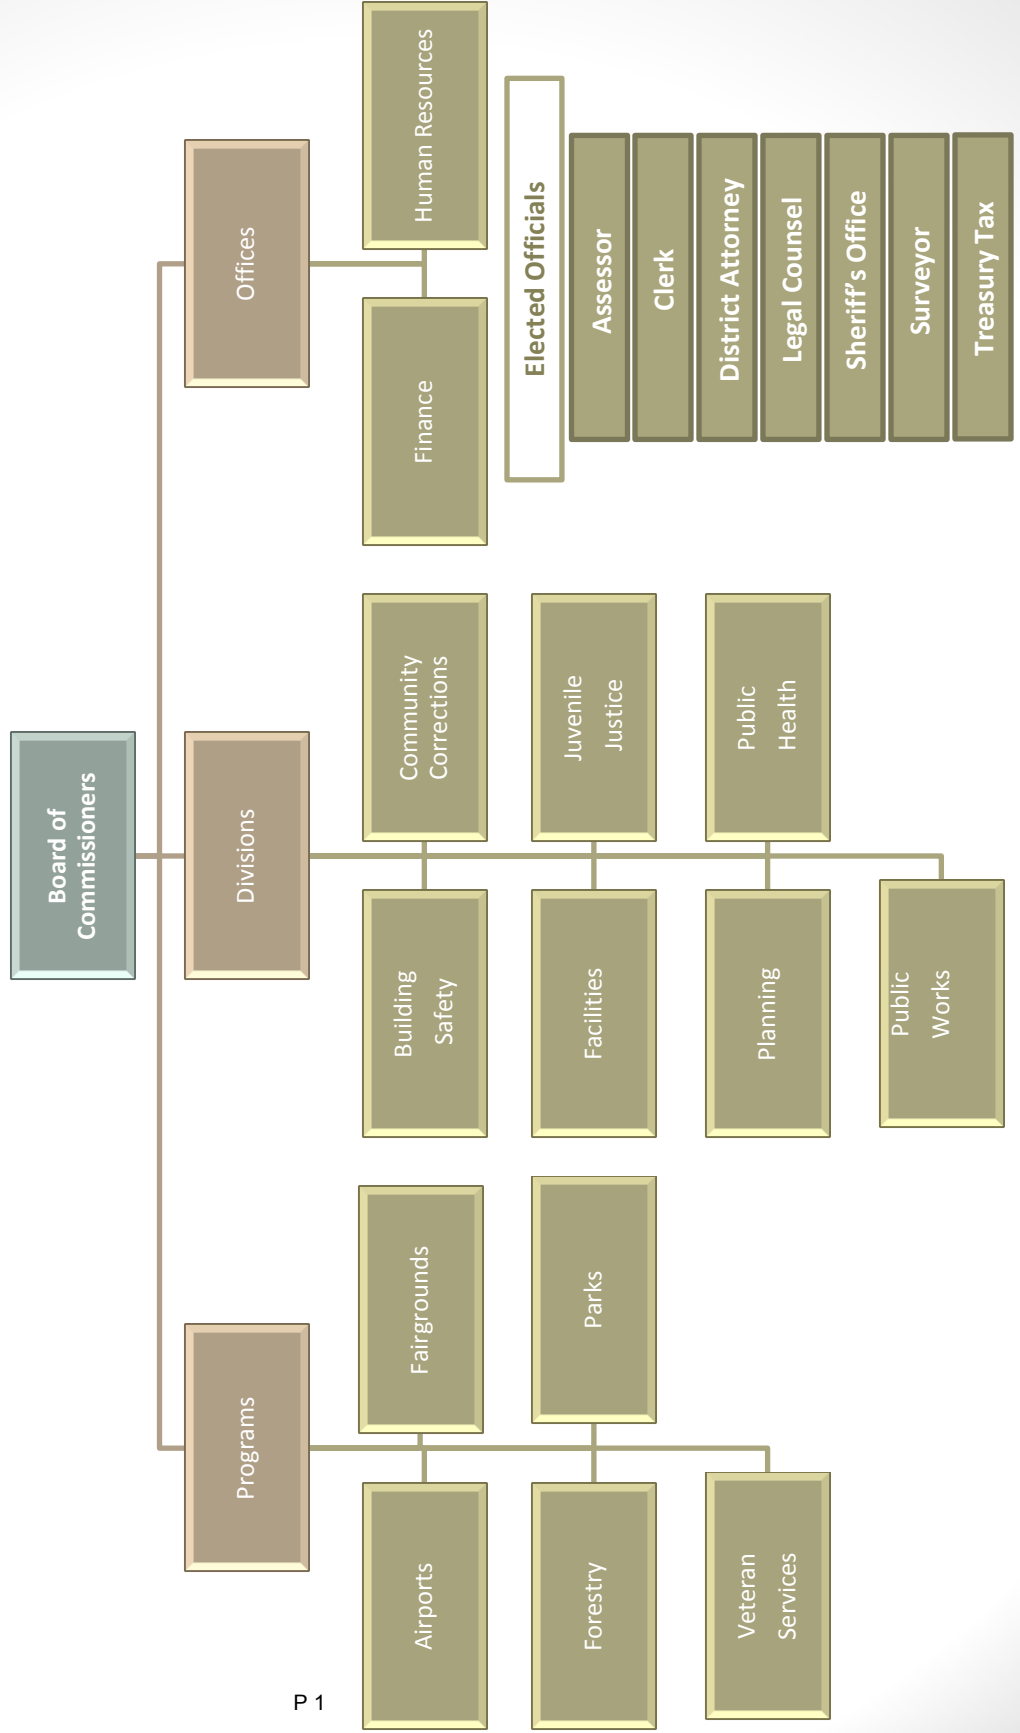 Board of
Commissioners
Programs
Divisions
Offices
Airports
Fairgrounds
Forestry
Parks
Veteran
Services
Building
Safety
Community
Corrections
Facilities
Juvenile
Justice
Planning
Public
Health
Public
Works
Finance
Human Resources
Elected Officials
Assessor
Clerk
District Attorney
Legal Counsel
Sheriff’s Office
Surveyor
Treasury Tax
P 1